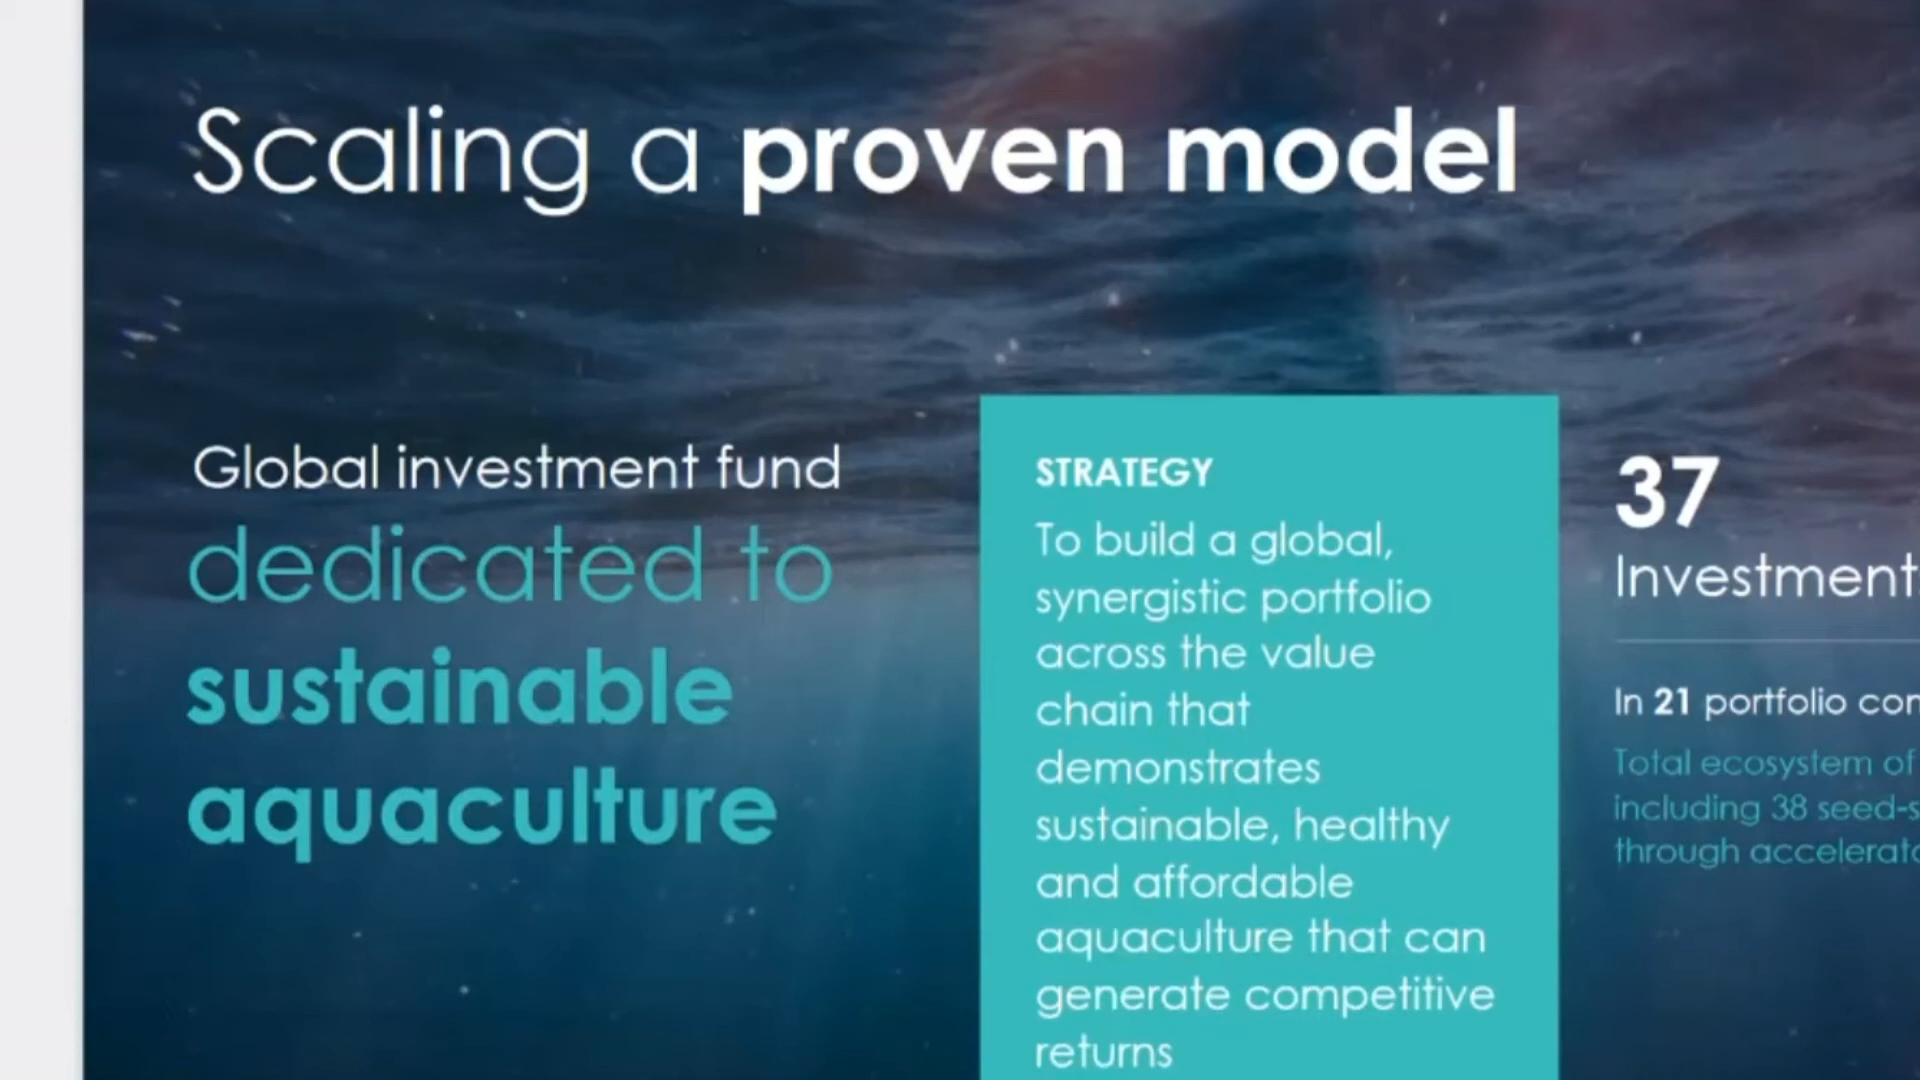 Scaling a proven model
Global investment fund
dedicated to
sustainable
aquaculture
STRATEGY
To build a global,
synergistic portfolio
across the value
chain that
demonstrates
sustainable, healthy
and affordable
aquaculture that can
generate competitive
returns
37
Investment
In 21 portfolio
Total ecosystem of
including 38
through